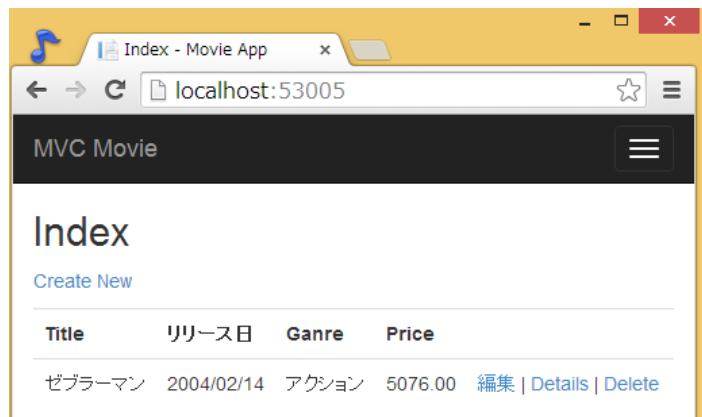 Index - Movie App
localhost:53005
MVC Movie
Index
Create New
Title リリース日 Ganre Price
ゼブラーマン 2004/02/14 アクション 5076.00 編集 | Details | Delete